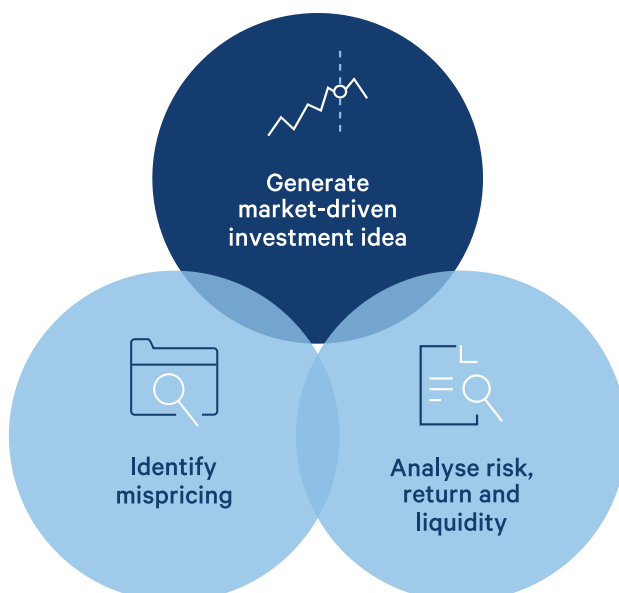 Generate
market-driven
investment idea
Identify
mispricing
Analyse risk,
return and
liquidity